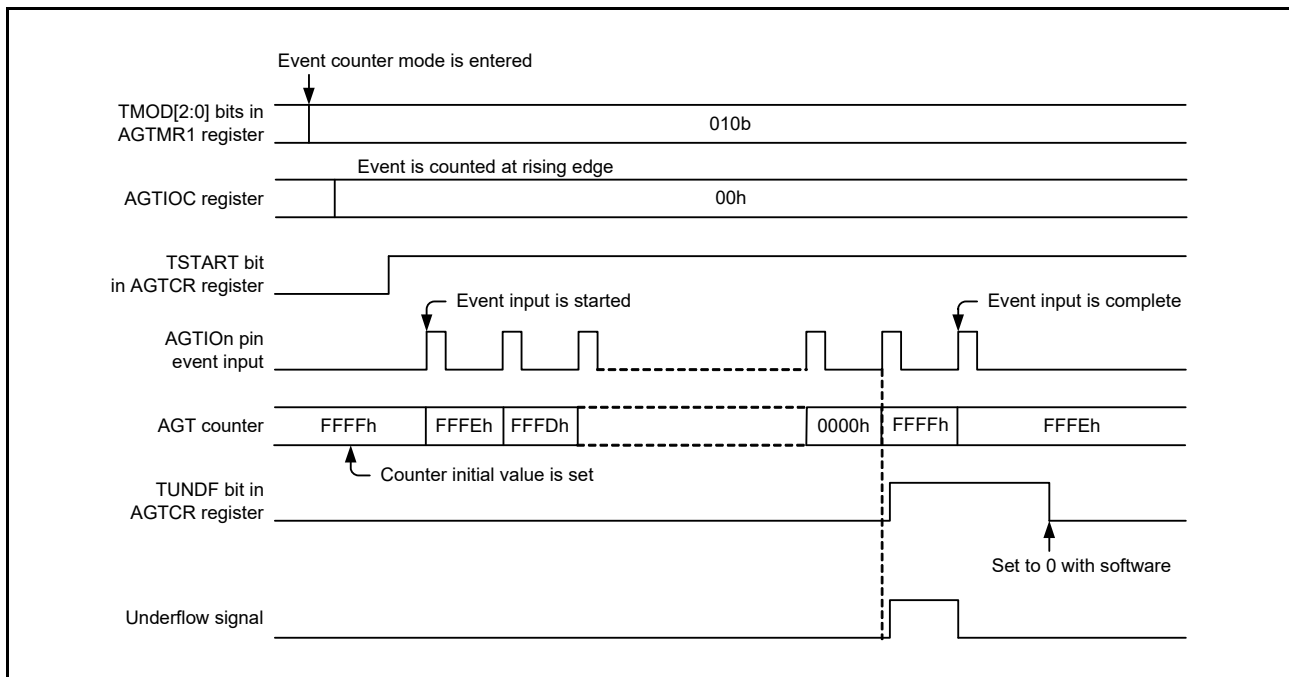 Event counter mode is entered
TMOD[2:0] bits in
AGTMR1 register
010b
Event is counted at rising edge
AGTIOC register
00h
TSTART bit
in AGTCR register
Event input is started
Event input is complete
AGTIOn pin
event input
AGT counter
FFFFh
FFFEh
FFFDh
0000h
FFFFh
FFFEh
Counter initial value is set
TUNDF bit in
AGTCR register
Set to 0 with software
Underflow signal